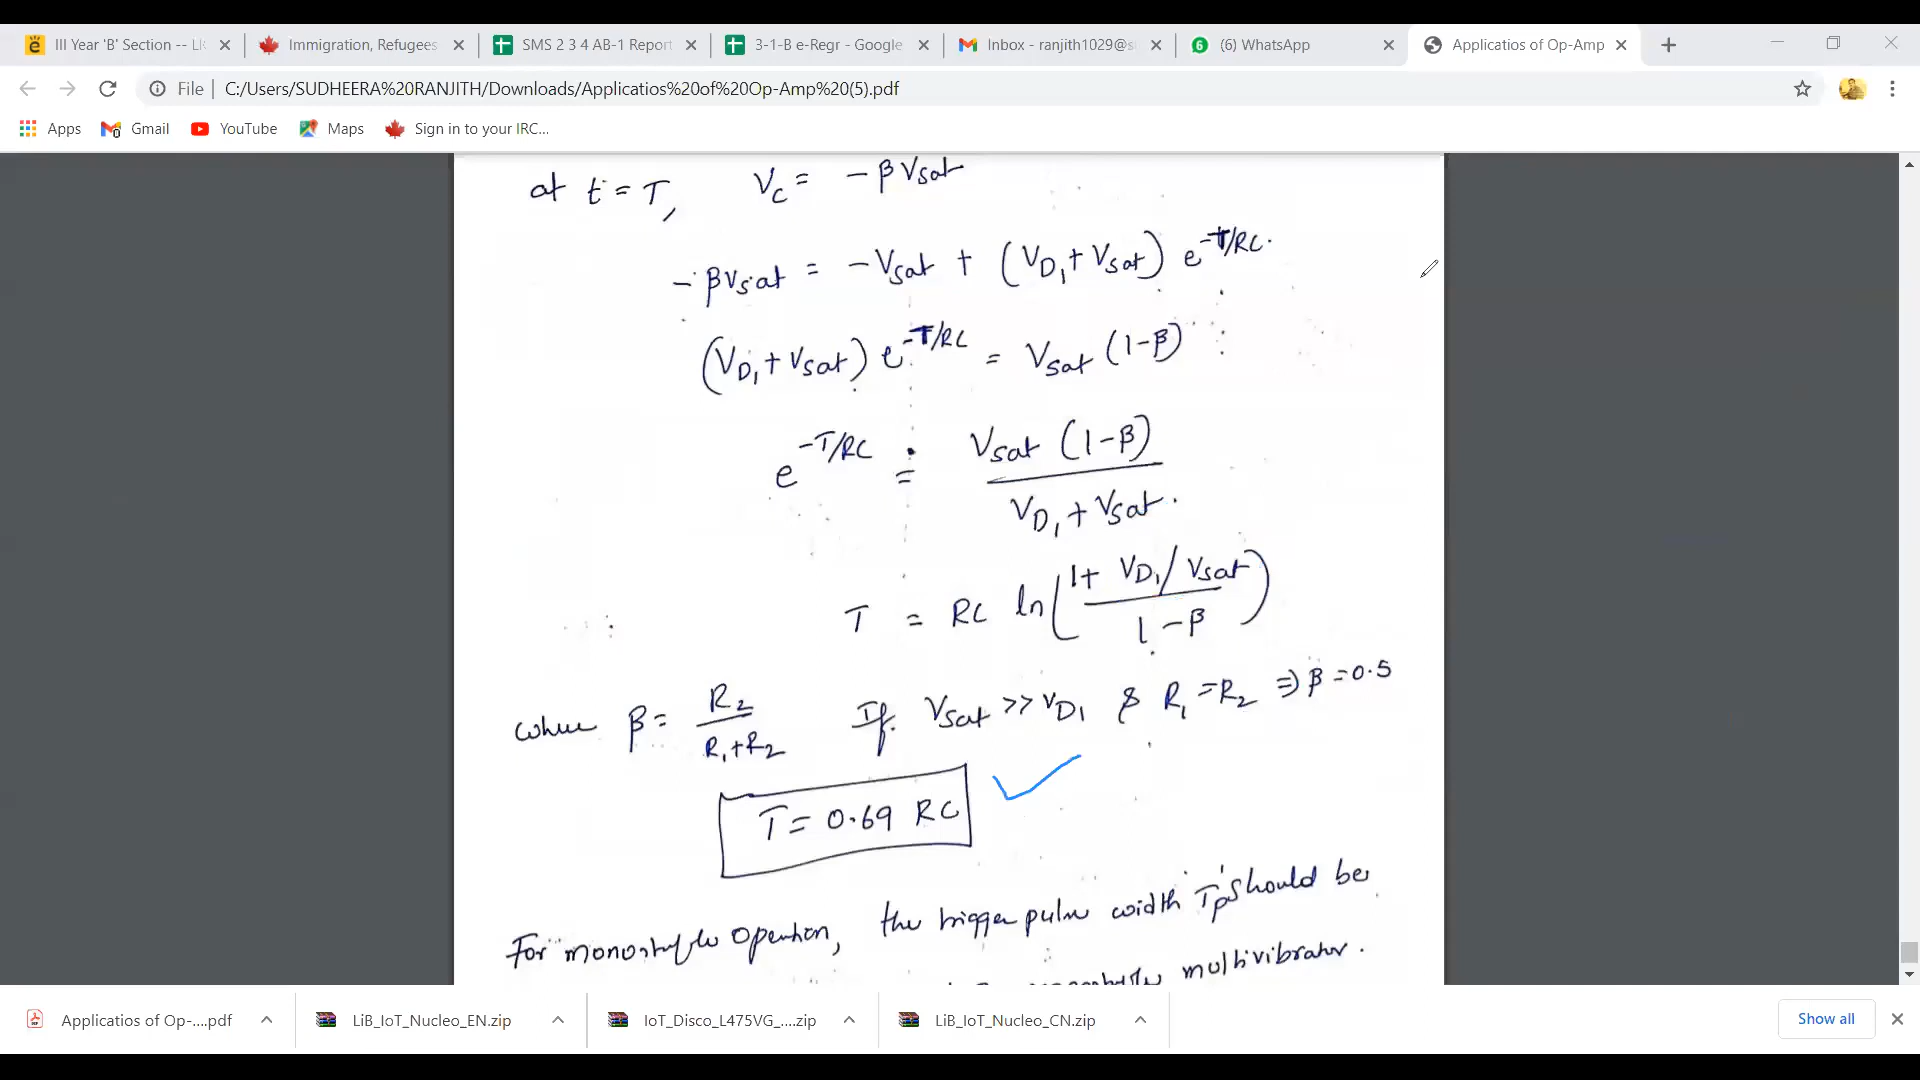 III Year ‘B’ Section -- LI
Immigration, Refugees
SMS 2 3 4 AB-1 Report
3-1-B e-Regr - Google
Inbox - ranjith1029@s
(6) WhatsApp
Applicatios of Op-Amp
File | C:/Users/SUDHEERA%20RANJITH/Downloads/Applicatios%20of%20Op-Amp%20(5).pdf
Apps Gmail YouTube Maps Sign in to your IRC...
at t = T, Vc = - β Vsat
- βVsat = - Vsat + (VD1 + Vsat) e^-T/RC.
(VD1 + Vsat) e^-T/RC = Vsat (1-β)
e^-T/RC = Vsat (1-β) / VD1 + Vsat.
T = RC ln( 1+ VD1/Vsat / 1-β )
where β = R2 / R1+R2 If Vsat >> VD1 & R1 = R2 ⇒ β = 0.5
T = 0.69 RC
For monostable operation, the trigger pulse width Tp should be
monostable multivibrator.
Applicatios of Op-....pdf
LiB_IoT_Nucleo_EN.zip
IoT_Disco_L475VG_....zip
LiB_IoT_Nucleo_CN.zip
Show all